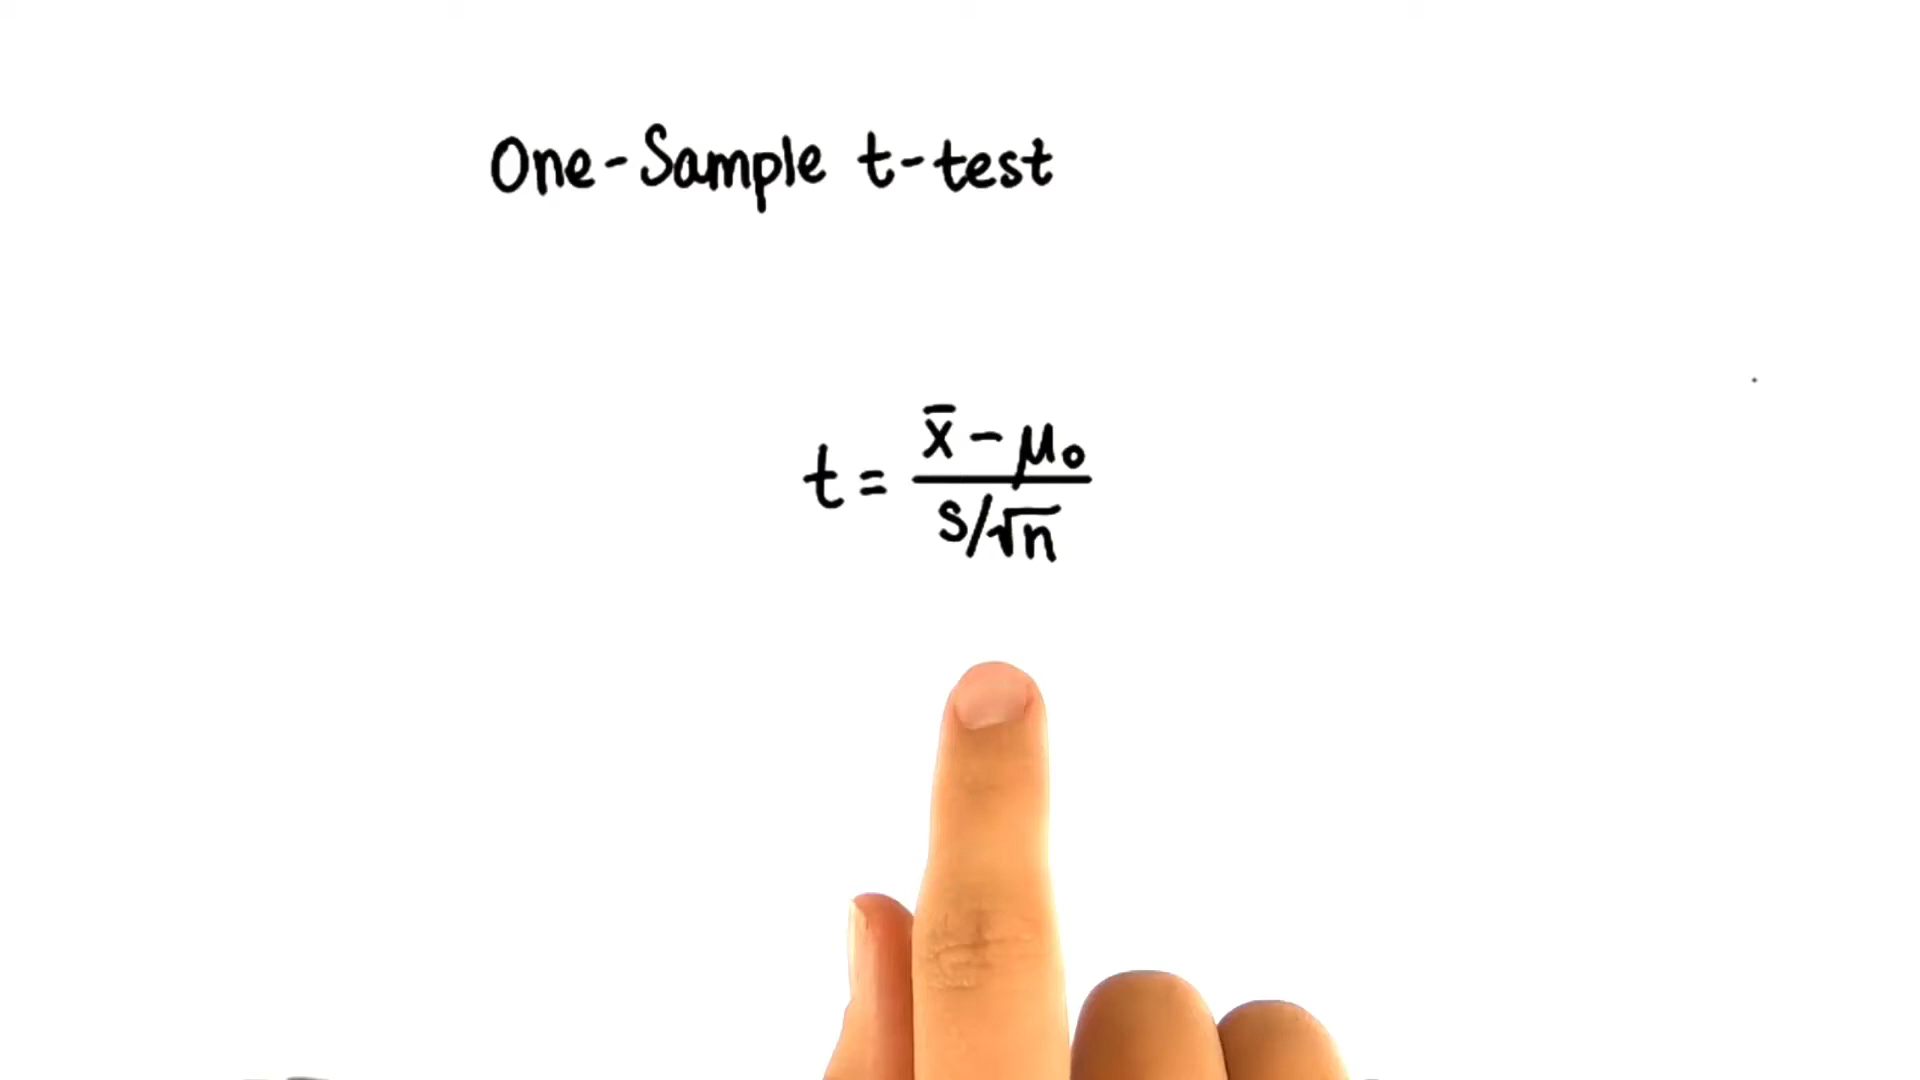 One-Sample t-test
t = x̄ - μ₀ / s/√n